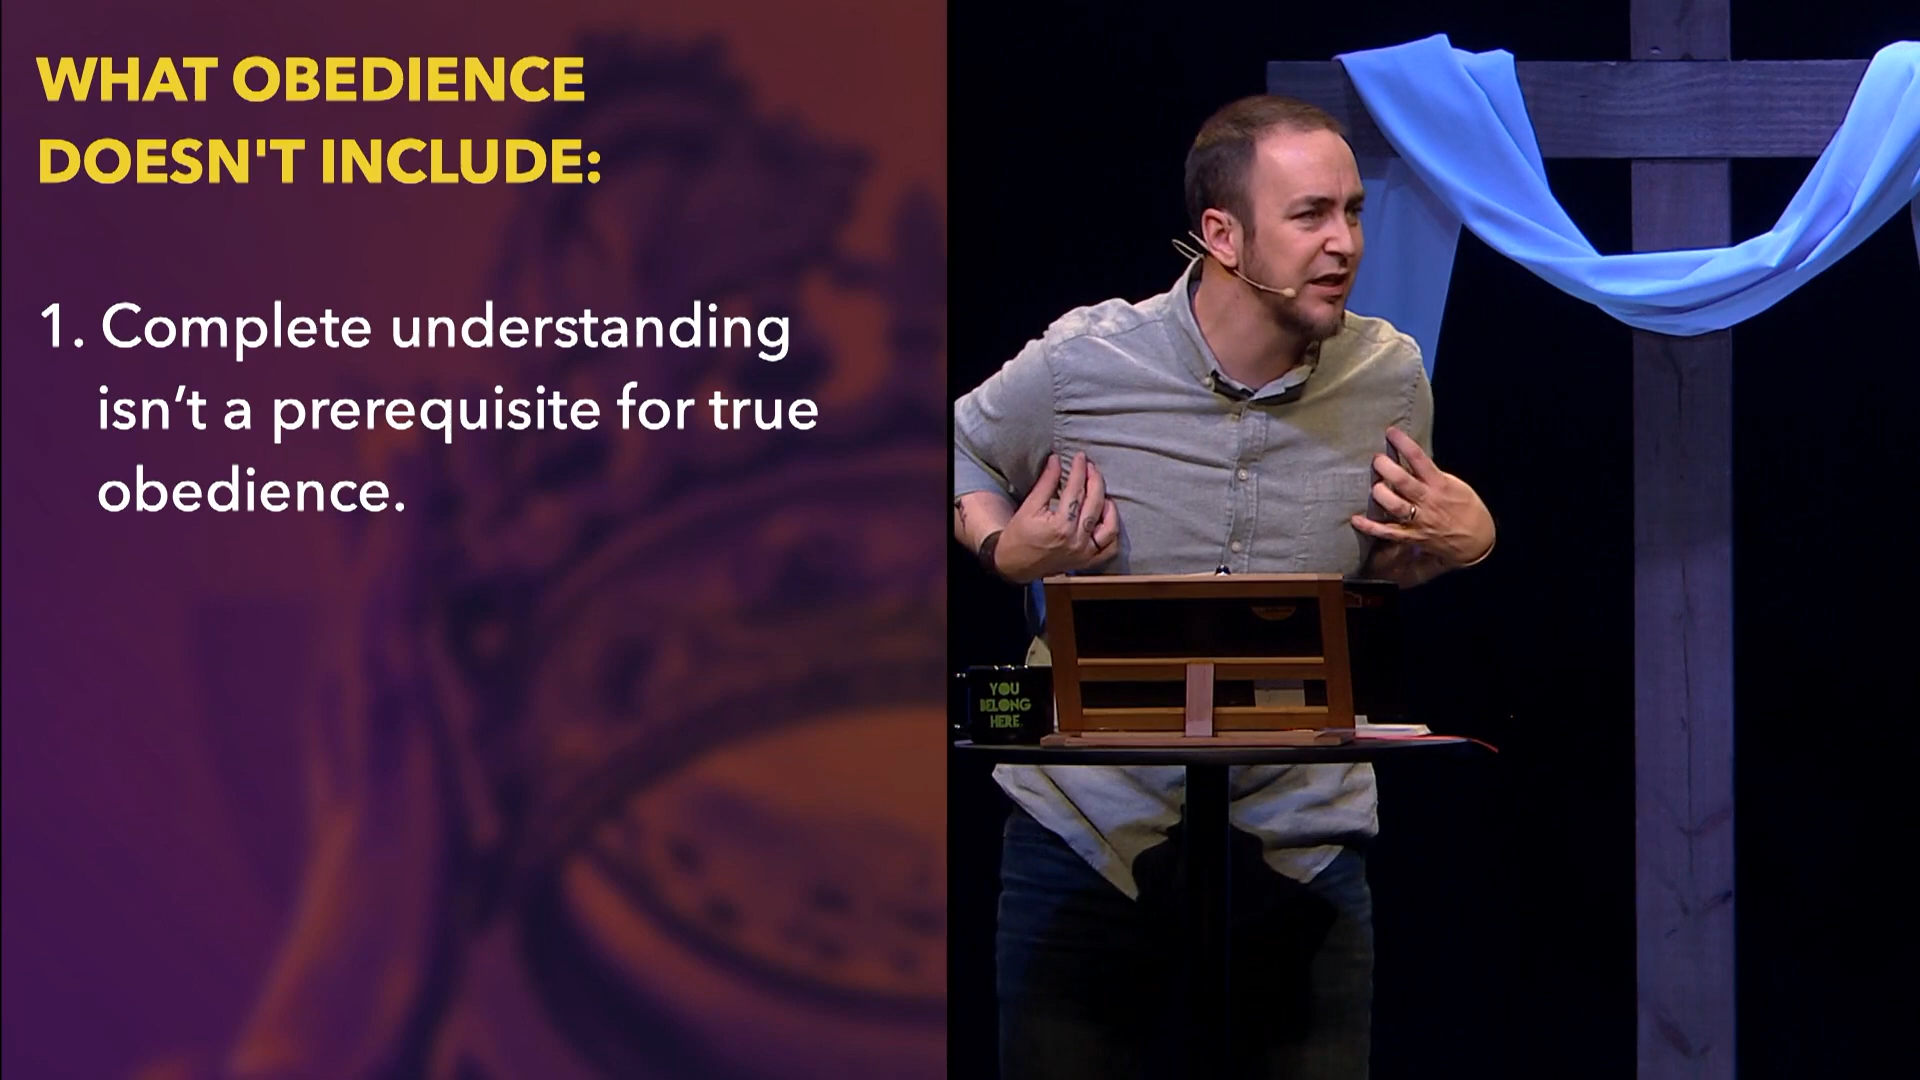 WHAT OBEDIENCE
DOESN'T INCLUDE:
1. Complete understanding
isn’t a prerequisite for true
obedience.
YOU
BELONG
HERE